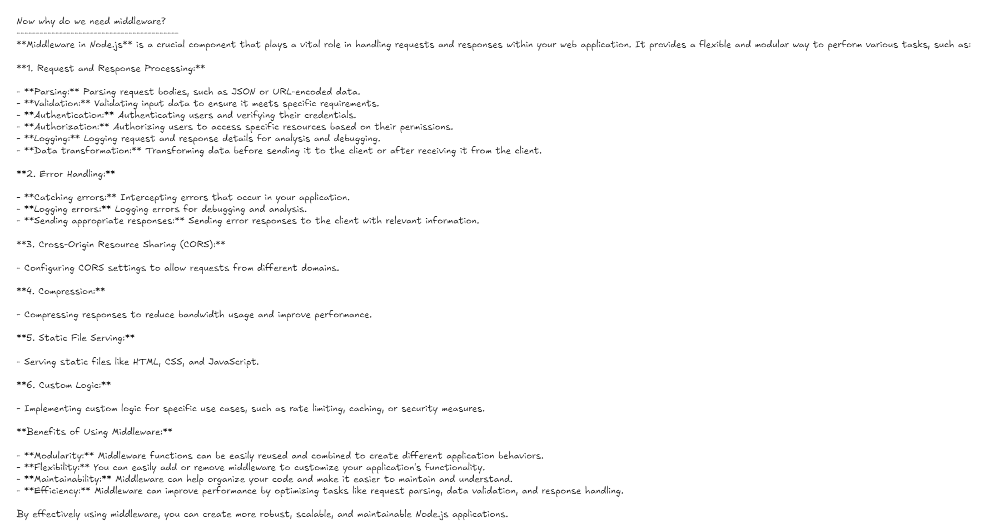 Now why do we need middleware?
------------------------------------------
**Middleware in Node.js** is a crucial component that plays a vital role in handling requests and responses within your web application. It provides a flexible and modular way to perform various tasks, such as:
**1. Request and Response Processing:**
- **Parsing:** Parsing request bodies, such as JSON or URL-encoded data.
- **Validation:** Validating input data to ensure it meets specific requirements.
- **Authentication:** Authenticating users and verifying their credentials.
- **Authorization:** Authorizing users to access specific resources based on their permissions.
- **Logging:** Logging request and response details for analysis and debugging.
- **Data transformation:** Transforming data before sending it to the client or after receiving it from the client.
**2. Error Handling:**
- **Catching errors:** Intercepting errors that occur in your application.
- **Logging errors:** Logging errors for debugging and analysis.
- **Sending appropriate responses:** Sending error responses to the client with relevant information.
**3. Cross-Origin Resource Sharing (CORS):**
- Configuring CORS settings to allow requests from different domains.
**4. Compression:**
- Compressing responses to reduce bandwidth usage and improve performance.
**5. Static File Serving:**
- Serving static files like HTML, CSS, and JavaScript.
**6. Custom Logic:**
- Implementing custom logic for specific use cases, such as rate limiting, caching, or security measures.
**Benefits of Using Middleware:**
- **Modularity:** Middleware functions can be easily reused and combined to create different application behaviors.
- **Flexibility:** You can easily add or remove middleware to customize your application's functionality.
- **Maintainability:** Middleware can help organize your code and make it easier to maintain and understand.
- **Efficiency:** Middleware can improve performance by optimizing tasks like request parsing, data validation, and response handling.
By effectively using middleware, you can create more robust, scalable, and maintainable Node.js applications.